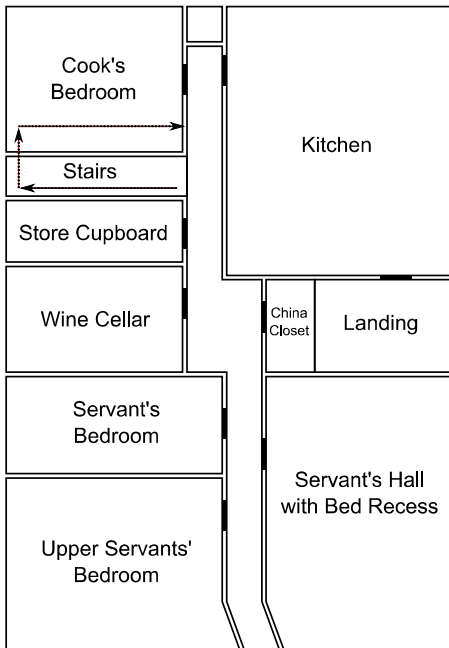 Cook's
Bedroom
Kitchen
Stairs
Store Cupboard
Wine Cellar
China
Closet
Landing
Servant's
Bedroom
Servant's Hall
with Bed Recess
Upper Servants'
Bedroom